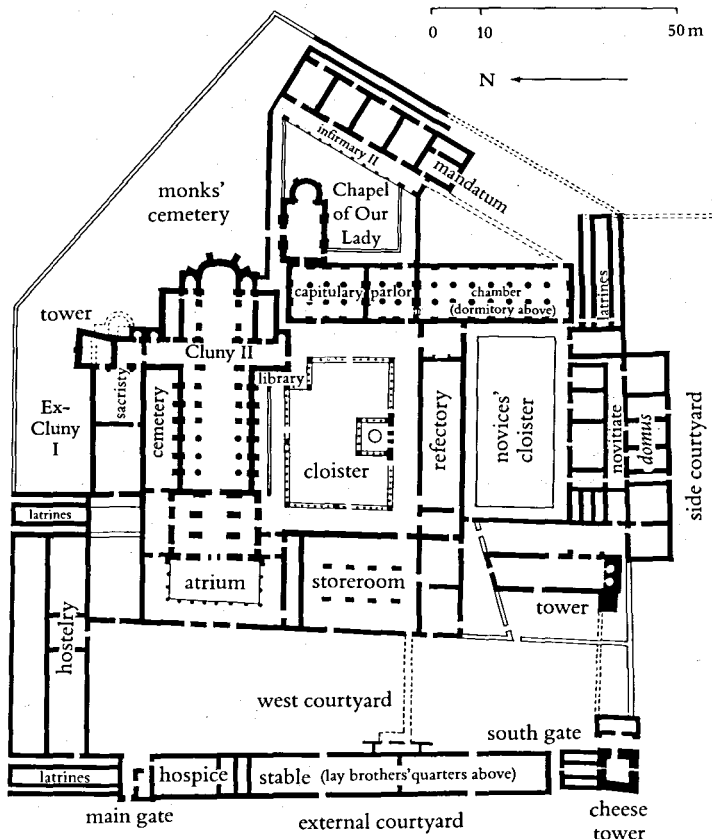 0 10 50 m
N
infirmary II
mandatum
monks'
cemetery
Chapel
of Our
Lady
capitulary
parlor
chamber
(dormitory above)
latrines
tower
Cluny II
library
sacristy
Ex-
Cluny
I
cemetery
cloister
refectory
novices'
cloister
novitiate
domus
side courtyard
latrines
atrium
storeroom
tower
hostelry
west courtyard
south gate
latrines
hospice
stable (lay brothers' quarters above)
main gate
external courtyard
cheese
tower